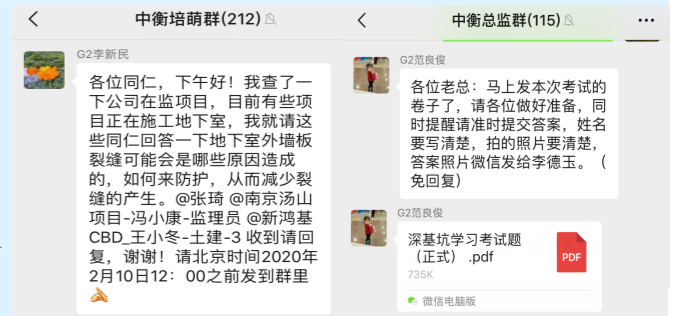 中衡培萌群(212)
G2李新民
各位同仁，下午好！我查了一
下公司在监项目，目前有些项
目正在施工地下室，我就请这
些同仁回答一下地下室外墙板
裂缝可能会是哪些原因造成
的，如何来防护，从而减少裂
缝的产生。@张琦 @南京汤山
项目-冯小康-监理员 @新鸿基
CBD_王小冬-土建-3 收到请回
复，谢谢！请北京时间2020年
2月10日12：00之前发到群里
中衡总监群(115)
G2范良俊
各位老总：马上发本次考试的
卷子了，请各位做好准备，同
时提醒请准时提交答案，姓名
要写清楚，拍的照片要清楚，
答案照片微信发给李德玉。（
免回复）
G2范良俊
深基坑学习考试题
（正式）.pdf
735K
PDF
微信电脑版